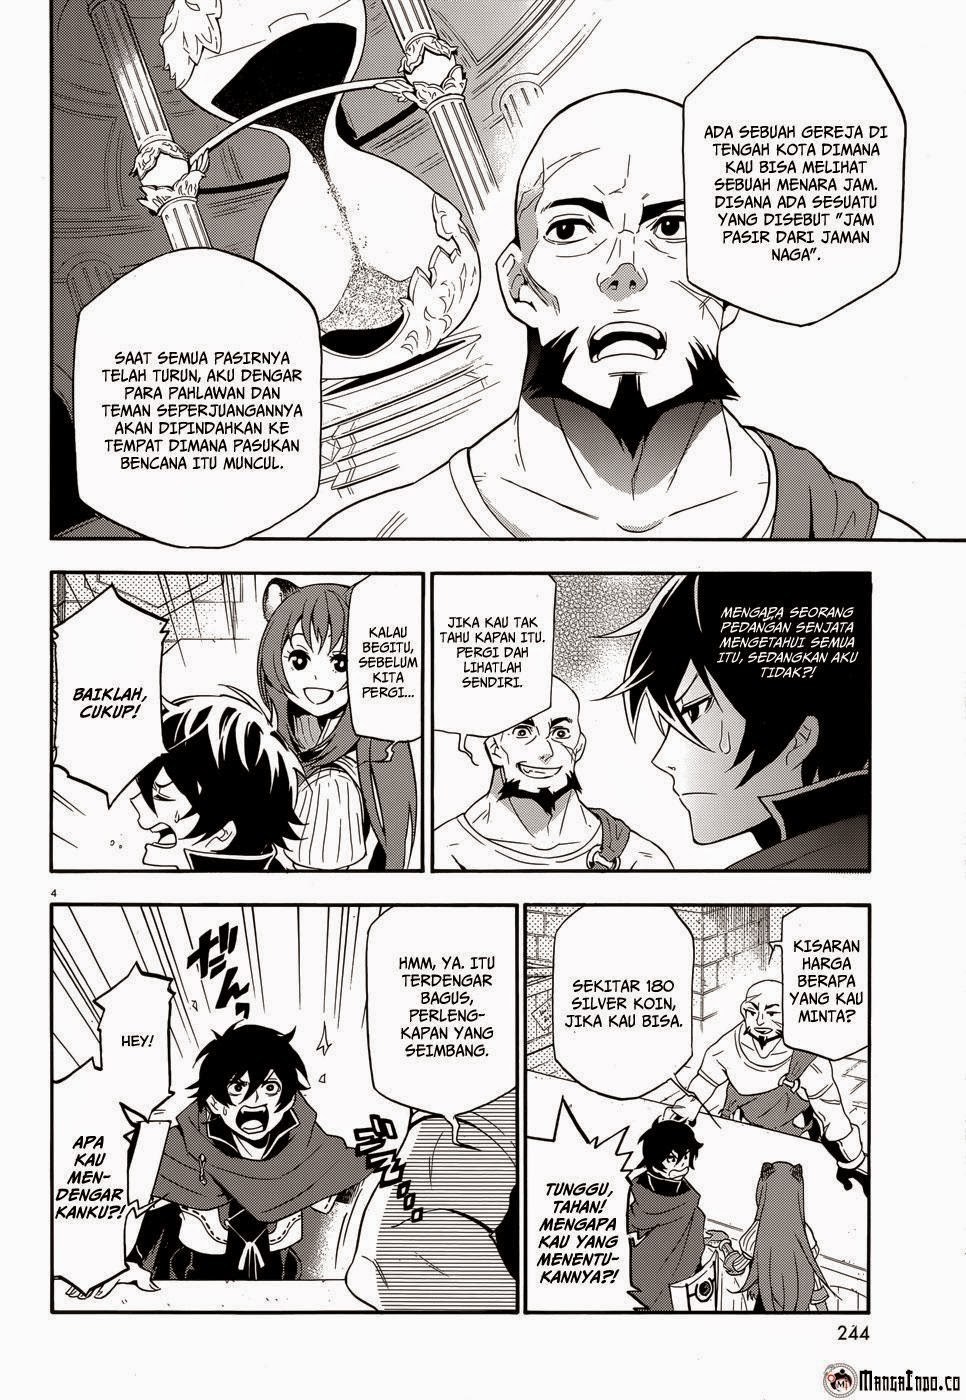 ADA SEBUAH GEREJA DI
TENGAH KOTA DIMANA
KAU BISA MELIHAT
SEBUAH MENARA JAM.
DISANA ADA SESUATU
YANG DISEBUT "JAM
PASIR DARI JAMAN
NAGA".
SAAT SEMUA PASIRNYA
TELAH TURUN, AKU DENGAR
PARA PAHLAWAN DAN
TEMAN SEPERJUANGANNYA
AKAN DIPINDAHKAN KE
TEMPAT DIMANA PASUKAN
BENCANA ITU MUNCUL.
MENGAPA SEORANG
PEDANGAN SENJATA
MENGETAHUI SEMUA
ITU, SEDANGKAN AKU
TIDAK?!
JIKA KAU TAK
TAHU KAPAN ITU.
PERGI DAH
LIHATLAH
SENDIRI.
KALAU
BEGITU,
SEBELUM
KITA
PERGI...
BAIKLAH,
CUKUP!
4
KISARAN
HARGA
BERAPA
YANG KAU
MINTA?
SEKITAR 180
SILVER KOIN,
JIKA KAU BISA.
TUNGGU,
TAHAN!
MENGAPA
KAU YANG
MENENTU-
KANNYA?!
HMM, YA. ITU
TERDENGAR
BAGUS,
PERLENG-
KAPAN YANG
SEIMBANG.
HEY!
APA
KAU
MEN-
DENGAR
KANKU?!
244
MangaIndo.co